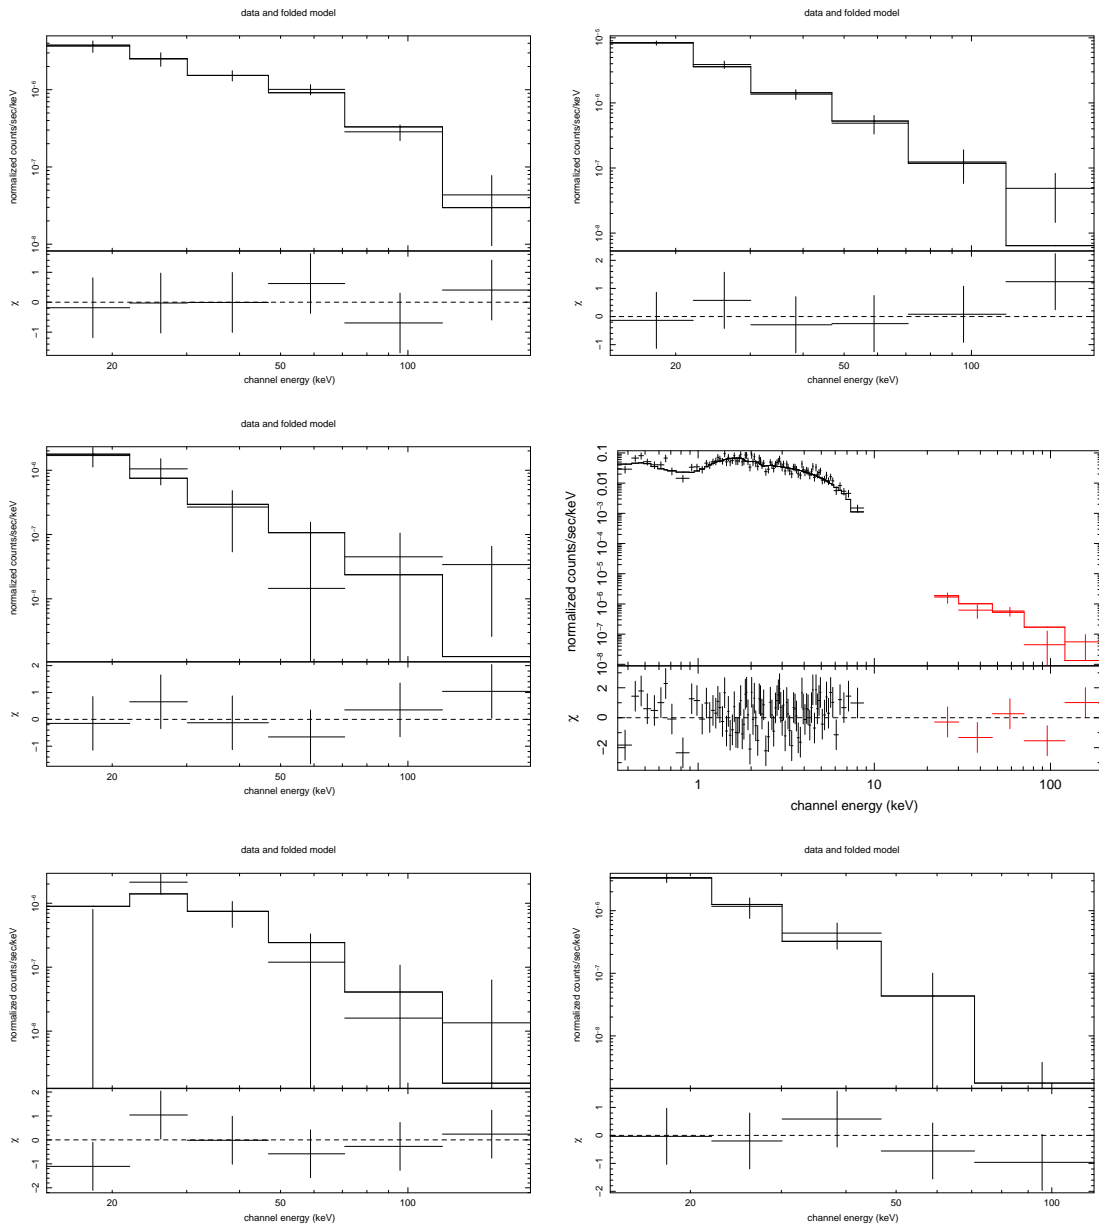 data and folded model
data and folded model
normalized counts/sec/keV
10⁻⁶
10⁻⁷
10⁻⁸
χ
1
0
−1
20
50
100
channel energy (keV)
normalized counts/sec/keV
10⁻⁵
10⁻⁶
10⁻⁷
10⁻⁸
χ
2
1
0
−1
20
50
100
channel energy (keV)
data and folded model
normalized counts/sec/keV
10⁻⁶
10⁻⁷
10⁻⁸
χ
2
1
0
−1
20
50
100
channel energy (keV)
normalized counts/sec/keV
0.1
0.01
10⁻³
10⁻⁴
10⁻⁵
10⁻⁶
10⁻⁷
10⁻⁸
χ
2
0
−2
1
10
100
channel energy (keV)
data and folded model
data and folded model
normalized counts/sec/keV
10⁻⁶
10⁻⁷
10⁻⁸
χ
2
1
0
−1
−2
20
50
100
channel energy (keV)
normalized counts/sec/keV
10⁻⁶
10⁻⁷
10⁻⁸
χ
1
0
−1
20
50
100
channel energy (keV)